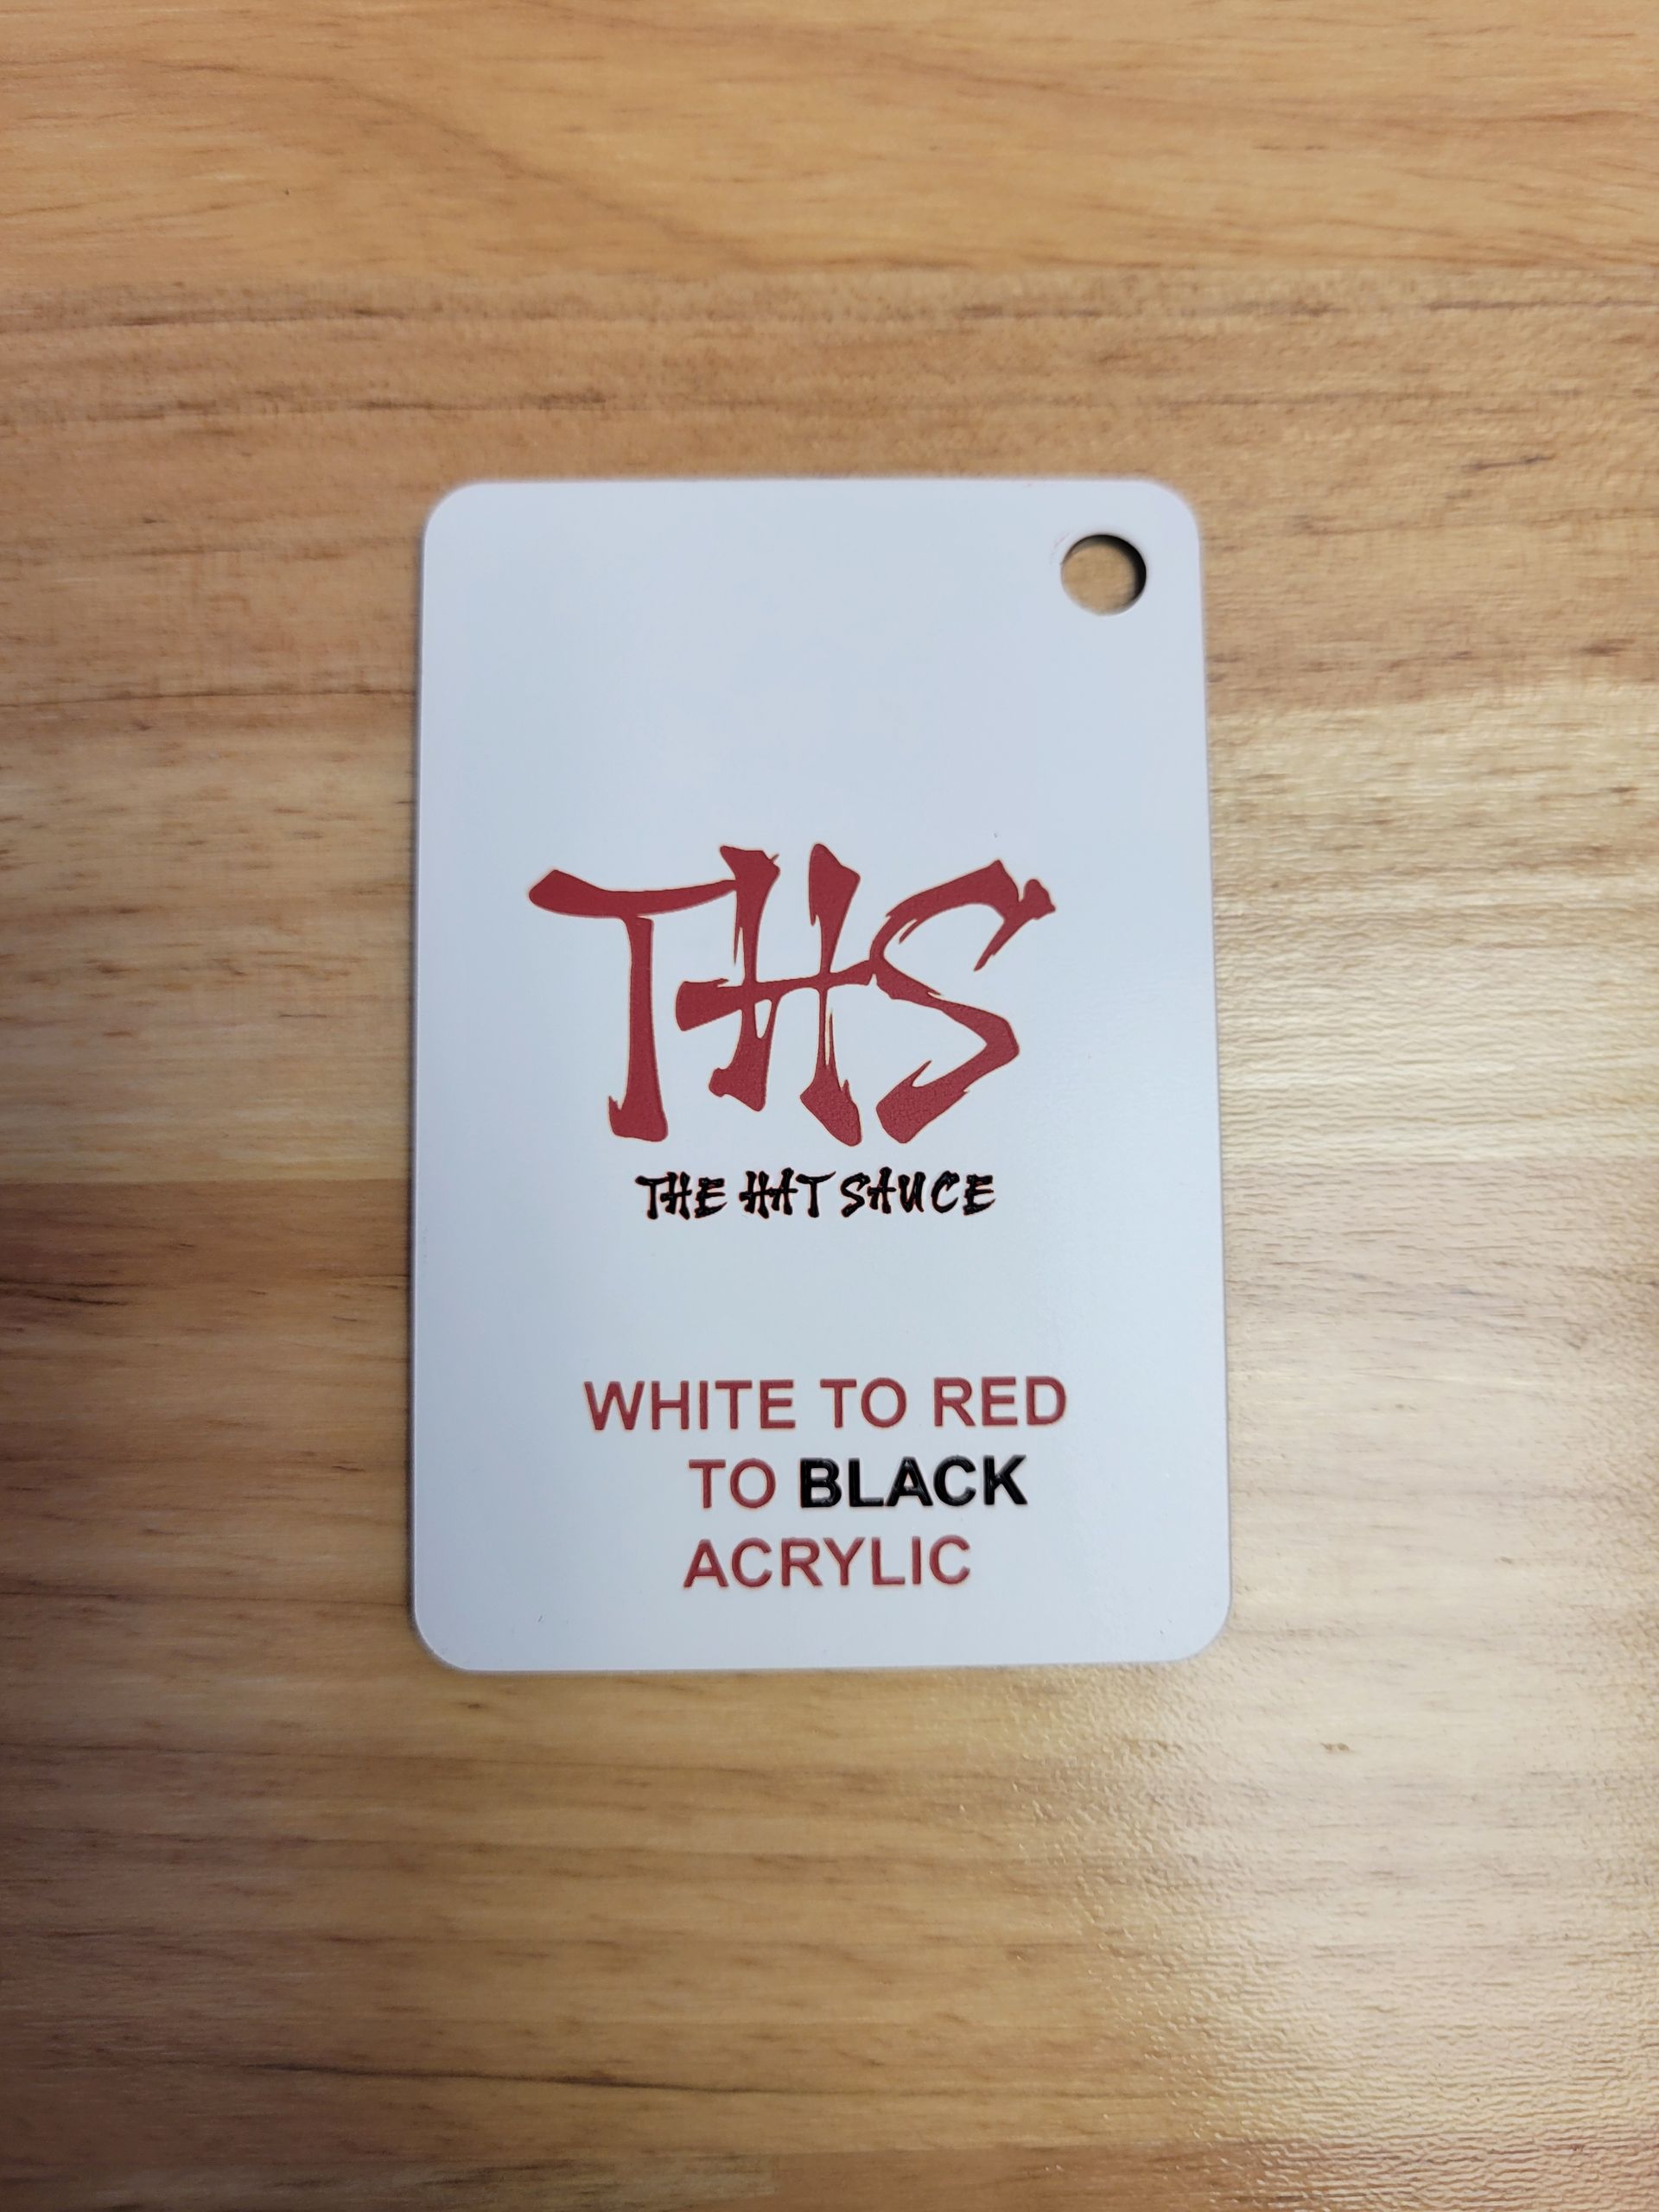 THS
THE HAT SAUCE
WHITE TO RED
TO BLACK
ACRYLIC